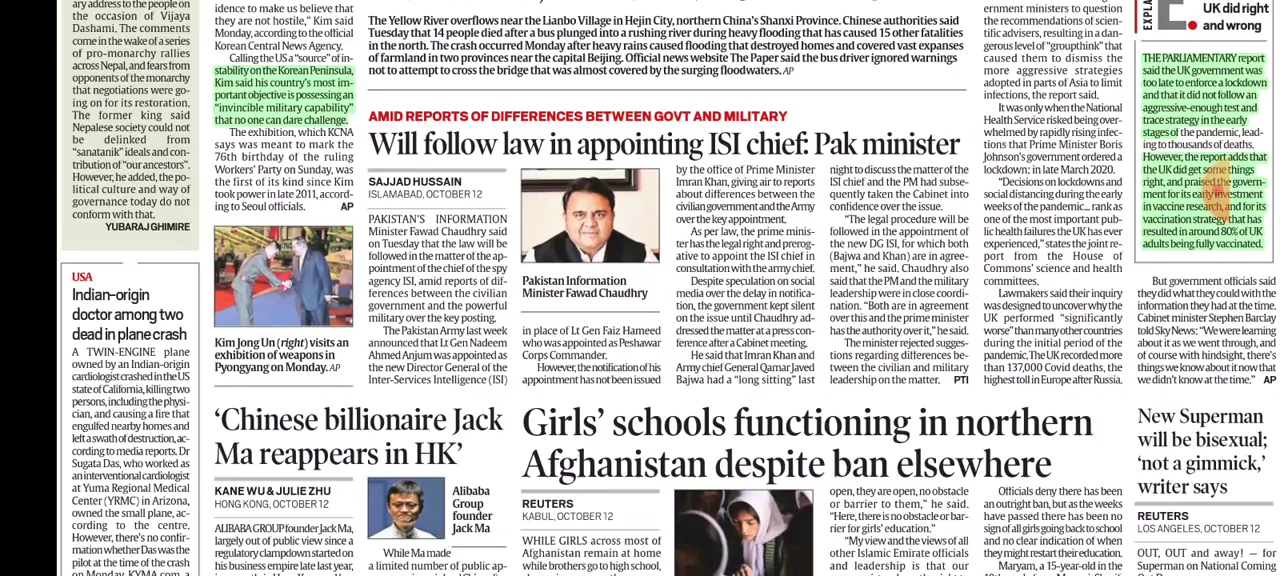 ary address to the people on
the occasion of Vijaya
Dashami. The comments
come in the wake of a series
of pro-monarchy rallies
across Nepal, and fears from
opponents of the monarchy
that negotiations were go-
ing on for its restoration.
The former king said
Nepalese society could not
be delinked from
“sanatanik” ideals and con-
tribution of “our ancestors”.
However, he added, the po-
litical culture and way of
governance today do not
conform with that.
YUBARAJ GHIMIRE
USA
Indian-origin
doctor among two
dead in plane crash
A TWIN-ENGINE plane
owned by an Indian-origin
cardiologist crashed in the US
state of California, killing two
persons, including the physi-
cian, and causing a fire that
engulfed nearby homes and
left a swath of destruction, ac-
cording to media reports. Dr
Sugata Das, who worked as
an interventional cardiologist
at Yuma Regional Medical
Center (YRMC) in Arizona,
owned the small plane, ac-
cording to the centre.
However, there's no confir-
mation whether Das was the
pilot at the time of the crash
on Monday, KYMA.com, a
idence to make us believe that
they are not hostile,” Kim said
Monday, according to the official
Korean Central News Agency.
Calling the US a “source” of in-
stability on the Korean Peninsula,
Kim said his country's most im-
portant objective is possessing an
“invincible military capability”
that no one can dare challenge.
The exhibition, which KCNA
says was meant to mark the
76th birthday of the ruling
Workers' Party on Sunday, was
the first of its kind since Kim
took power in late 2011, accord-
ing to Seoul officials. AP
Kim Jong Un (right) visits an
exhibition of weapons in
Pyongyang on Monday. AP
The Yellow River overflows near the Lianbo Village in Hejin City, northern China's Shanxi Province. Chinese authorities said
Tuesday that 14 people died after a bus plunged into a rushing river during heavy flooding that has caused 15 other fatalities
in the north. The crash occurred Monday after heavy rains caused flooding that destroyed homes and covered vast expanses
of farmland in two provinces near the capital Beijing. Official news website The Paper said the bus driver ignored warnings
not to attempt to cross the bridge that was almost covered by the surging floodwaters. AP
AMID REPORTS OF DIFFERENCES BETWEEN GOVT AND MILITARY
Will follow law in appointing ISI chief: Pak minister
SAJJAD HUSSAIN
ISLAMABAD, OCTOBER 12
PAKISTAN'S INFORMATION
Minister Fawad Chaudhry said
on Tuesday that the law will be
followed in the matter of the ap-
pointment of the chief of the spy
agency ISI, amid reports of dif-
ferences between the civilian
government and the powerful
military over the key posting.
The Pakistan Army last week
announced that Lt Gen Nadeem
Ahmed Anjum was appointed as
the new Director General of the
Inter-Services Intelligence (ISI)
Pakistan Information
Minister Fawad Chaudhry
in place of Lt Gen Faiz Hameed
who was appointed as Peshawar
Corps Commander.
However, the notification of his
appointment has not been issued
by the office of Prime Minister
Imran Khan, giving air to reports
about differences between the
civilian government and the Army
over the key appointment.
As per law, the prime minis-
ter has the legal right and prerog-
ative to appoint the ISI chief in
consultation with the army chief.
Despite speculation on social
media over the delay in notifica-
tion, the government kept silent
on the issue until Chaudhry ad-
dressed the matter at a press con-
ference after a Cabinet meeting.
He said that Imran Khan and
Army chief General Qamar Javed
Bajwa had a “long sitting” last
night to discuss the matter of the
ISI chief and the PM had subse-
quently taken the Cabinet into
confidence over the issue.
“The legal procedure will be
followed in the appointment of
the new DG ISI, for which both
(Bajwa and Khan) are in agree-
ment,” he said. Chaudhry also
said that the PM and the military
leadership were in close coordi-
nation. “Both are in agreement
over this and the prime minister
has the authority over it,” he said.
The minister rejected sugges-
tions regarding differences be-
tween the civilian and military
leadership on the matter. PTI
ernment ministers to question
the recommendations of scien-
tific advisers, resulting in a dan-
gerous level of “groupthink” that
caused them to dismiss the
more aggressive strategies
adopted in parts of Asia to limit
infections, the report said.
It was only when the National
Health Service risked being over-
whelmed by rapidly rising infec-
tions that Prime Minister Boris
Johnson's government ordered a
lockdown: in late March 2020.
“Decisions on lockdowns and
social distancing during the early
weeks of the pandemic... rank as
one of the most important pub-
lic health failures the UK has ever
experienced,” states the joint re-
port from the House of
Commons' science and health
committees.
Lawmakers said their inquiry
was designed to uncover why the
UK performed “significantly
worse” than many other countries
during the initial period of the
pandemic. The UK recorded more
than 137,000 Covid deaths, the
highest toll in Europe after Russia.
EXPLA
E.
UK did right
and wrong
THE PARLIAMENTARY report
said the UK government was
too late to enforce a lockdown
and that it did not follow an
aggressive-enough test and
trace strategy in the early
stages of the pandemic, lead-
ing to thousands of deaths.
However, the report adds that
the UK did get some things
right, and praised the govern-
ment for its early investment
in vaccine research, and for its
vaccination strategy that has
resulted in around 80% of UK
adults being fully vaccinated.
But government officials said
they did what they could with the
information they had at the time.
Cabinet minister Stephen Barclay
told Sky News: “We were learning
about it as we went through, and
of course with hindsight, there's
things we know about it now that
we didn't know at the time.” AP
‘Chinese billionaire Jack
Ma reappears in HK’
KANE WU & JULIE ZHU
HONG KONG, OCTOBER 12
ALIBABA GROUP founder Jack Ma,
largely out of public view since a
regulatory clampdown started on
his business empire late last year,
Alibaba
Group
founder
Jack Ma
While Ma made
a limited number of public ap-
Girls’ schools functioning in northern
Afghanistan despite ban elsewhere
REUTERS
KABUL, OCTOBER 12
WHILE GIRLS across most of
Afghanistan remain at home
while brothers go to high school,
open, they are open, no obstacle
or barrier to them,” he said.
“Here, there is no obstacle or bar-
rier for girls' education.”
“My view and the views of all
other Islamic Emirate officials
and leadership is that our
Officials deny there has been
an outright ban, but as the weeks
have passed there has been no
sign of all girls going back to school
and no clear indication of when
they might restart their education.
Maryam, a 15-year-old in the
New Superman
will be bisexual;
‘not a gimmick,’
writer says
REUTERS
LOS ANGELES, OCTOBER 12
OUT, OUT and away! — for
Superman on National Coming